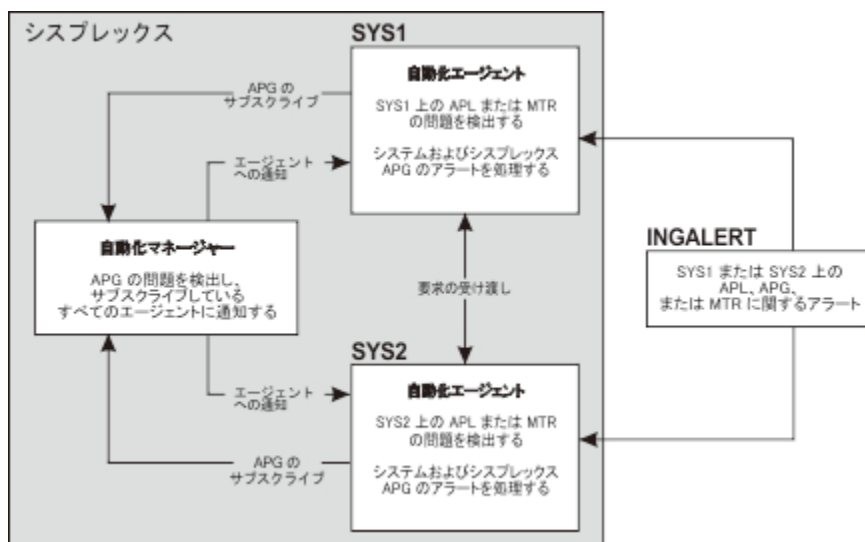 シスプレックス
SYS1
自動化エージェント
SYS1 上の APL または MTR
の問題を検出する
システムおよびシスプレックス
APG のアラートを処理する
APG の
サブスクライブ
エージェント
への通知
自動化マネージャー
APG の問題を検出し、
サブスクライブしている
すべてのエージェントに通知する
要求の受け渡し
INGALERT
SYS1 または SYS2 上の
APL、APG、
または MTR に関するアラート
SYS2
自動化エージェント
SYS2 上の APL または MTR
の問題を検出する
システムおよびシスプレックス
APG のアラートを処理する
エージェント
への通知
APG の
サブスクライブ